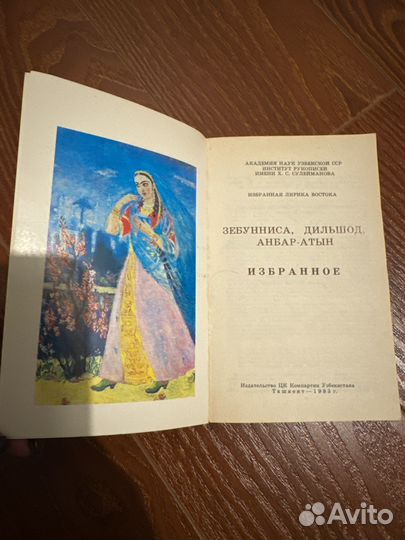 АКАДЕМИЯ НАУК УЗБЕКСКОЙ ССР
ИНСТИТУТ РУКОПИСЕЙ
ИМЕНИ Х. С. СУЛЕЙМАНОВА
ИЗБРАННАЯ ЛИРИКА ВОСТОКА
ЗЕБУННИСА, ДИЛЬШОД,
АНБАР-АТЫН
ИЗБРАННОЕ
Издательство ЦК Компартии Узбекистана
Ташкент—1983 г.
Avito